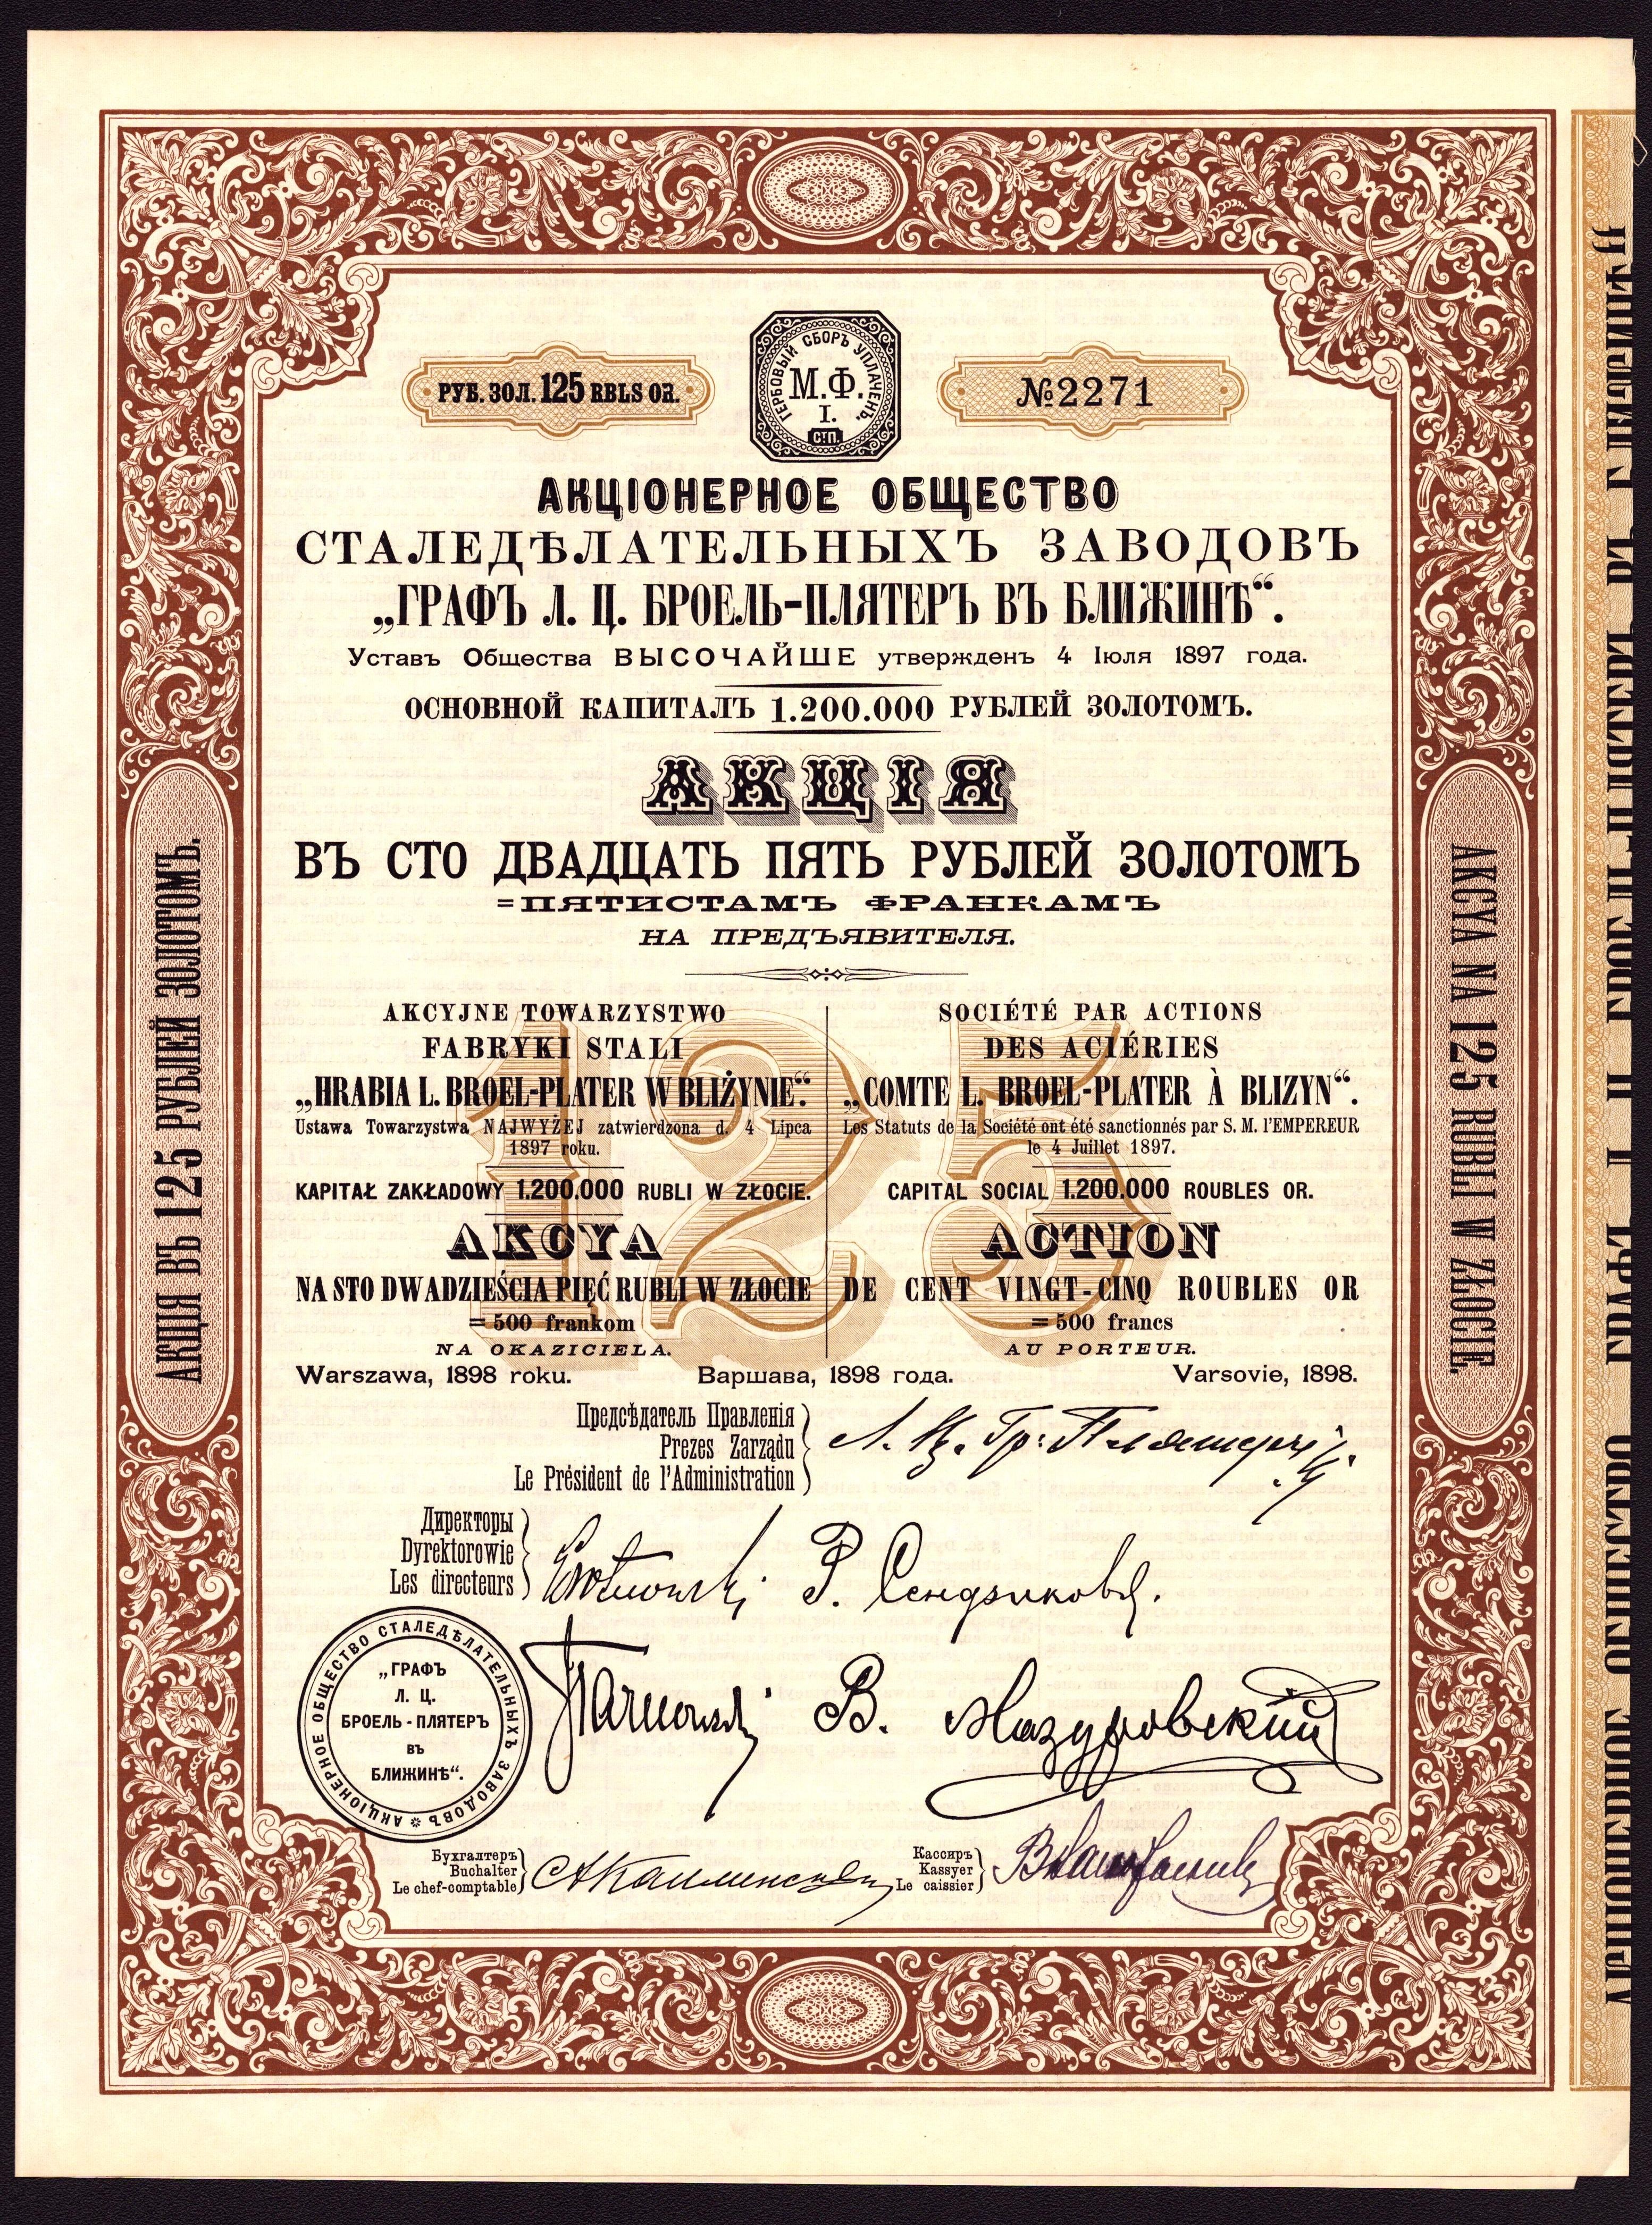 РУБ. ЗОЛ. 125 RBLS OR.
ГЕРБОВЫЙ СБОРЪ УПЛАЧЕНЪ.
М.Ф.
I.
С.П.
№2271
АКЦІОНЕРНОЕ ОБЩЕСТВО
СТАЛЕДѢЛАТЕЛЬНЫХЪ ЗАВОДОВЪ
„ГРАФЪ Л. Ц. БРОЕЛЬ-ПЛЯТЕРЪ ВЪ БЛИЖИНѢ“.
Уставъ Общества ВЫСОЧАЙШЕ утвержденъ 4 Іюля 1897 года.
ОСНОВНОЙ КАПИТАЛЪ 1.200.000 РУБЛЕЙ ЗОЛОТОМЪ.
АКЦІЯ
ВЪ СТО ДВАДЦАТЬ ПЯТЬ РУБЛЕЙ ЗОЛОТОМЪ
=ПЯТИСТАМЪ ФРАНКАМЪ
НА ПРЕДЪЯВИТЕЛЯ.
АКЦІЯ ВЪ 125 РУБЛЕЙ ЗОЛОТОМЪ.
AKCYA NA 125 RUBLI W ZŁOCIE.
125
AKCYJNE TOWARZYSTWO
FABRYKI STALI
„HRABIA L. BROEL-PLATER W BLIŻYNIE“.
Ustawa Towarzystwa NAJWYŻEJ zatwierdzona d. 4 Lipca
1897 roku.
KAPITAŁ ZAKŁADOWY 1.200.000 RUBLI W ZŁOCIE.
AKCYA
NA STO DWADZIEŚCIA PIĘĆ RUBLI W ZŁOCIE
=500 frankom
NA OKAZICIELA.
SOCIÉTÉ PAR ACTIONS
DES ACIÉRIES
„COMTE L. BROEL-PLATER À BLIZYN“.
Les Statuts de la Société ont été sanctionnés par S. M. l'EMPEREUR
le 4 Juillet 1897.
CAPITAL SOCIAL 1.200.000 ROUBLES OR.
ACTION
DE CENT VINGT-CINQ ROUBLES OR
=500 francs
AU PORTEUR.
Warszawa, 1898 roku. Варшава, 1898 года. Varsovie, 1898.
Предсѣдатель Правленія
Prezes Zarządu
Le Président de l'Administration
Директоры
Dyrektorowie
Les directeurs
В. Мазуровский
АКЦІОНЕРНОЕ ОБЩЕСТВО СТАЛЕДѢЛАТЕЛЬНЫХЪ ЗАВОДОВЪ
„ГРАФЪ
Л. Ц.
БРОЕЛЬ-ПЛЯТЕРЪ
ВЪ
БЛИЖИНѢ“.
Бухгалтеръ
Buchalter
Le chef-comptable
Кассиръ
Kassyer
Le caissier